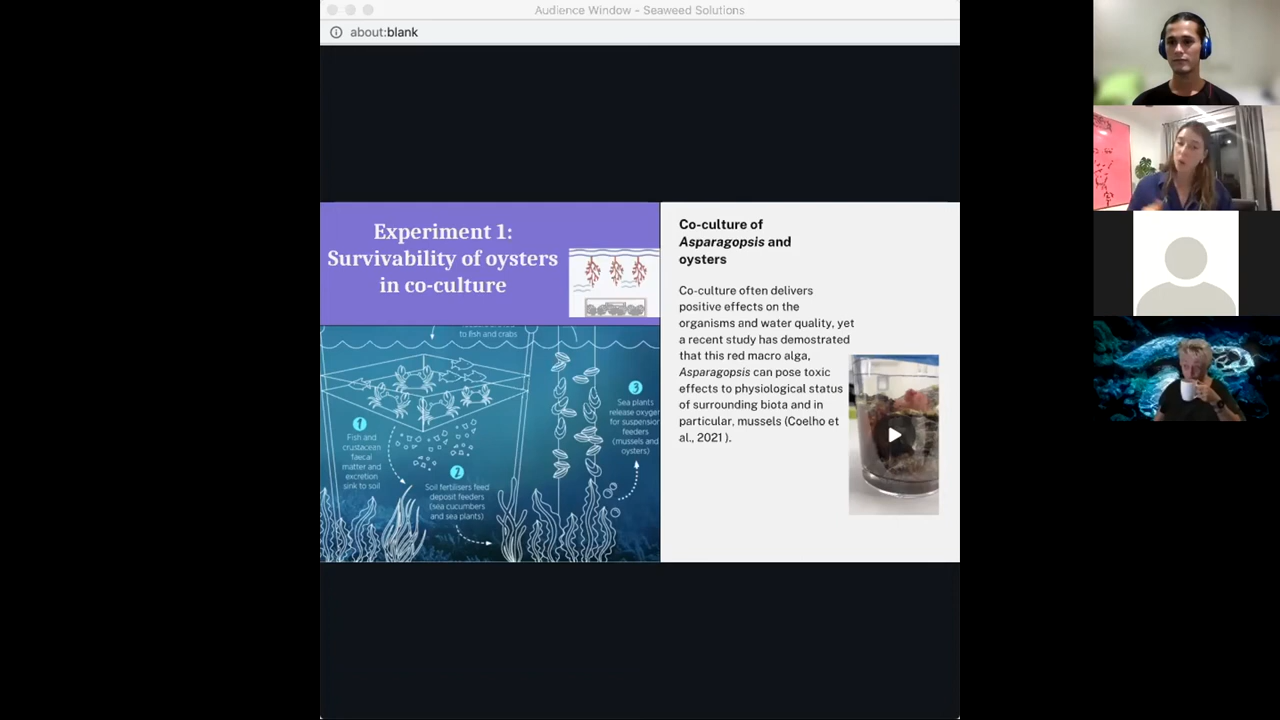 Audience Window – Seaweed Solutions
about:blank
Experiment 1:
Survivability of oysters
in co-culture
to fish and crabs
1
Fish and
crustacean
faecal
matter and
excretion
sink to soil
2
Soil fertilisers feed
deposit feeders
(sea cucumbers
and sea plants)
3
Sea plants
release oxygen
for suspension
feeders
(mussels and
oysters)
Co-culture of
Asparagopsis and
oysters
Co-culture often delivers
positive effects on the
organisms and water quality, yet
a recent study has demostrated
that this red macro alga,
Asparagopsis can pose toxic
effects to physiological status
of surrounding biota and in
particular, mussels (Coelho et
al., 2021 ).